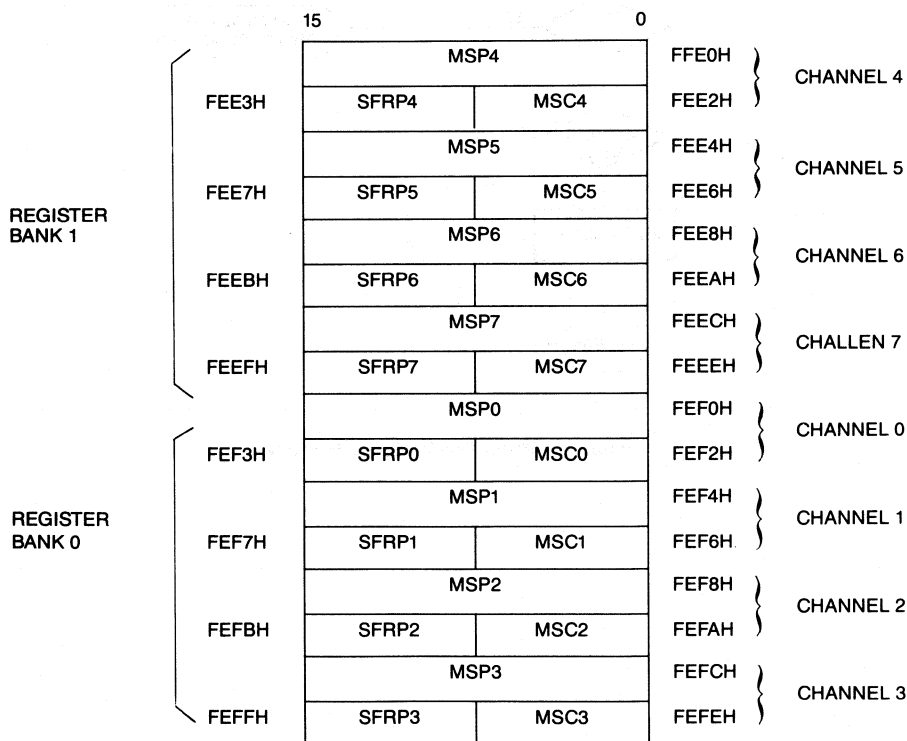 15 0
MSP4 FFE0H
CHANNEL 4
FEE3H SFRP4 MSC4 FEE2H
MSP5 FEE4H
CHANNEL 5
FEE7H SFRP5 MSC5 FEE6H
REGISTER
BANK 1
MSP6 FEE8H
CHANNEL 6
FEEBH SFRP6 MSC6 FEEAH
MSP7 FEECH
CHALLEN 7
FEEFH SFRP7 MSC7 FEEEH
MSP0 FEF0H
CHANNEL 0
FEF3H SFRP0 MSC0 FEF2H
MSP1 FEF4H
CHANNEL 1
REGISTER
BANK 0
FEF7H SFRP1 MSC1 FEF6H
MSP2 FEF8H
CHANNEL 2
FEFBH SFRP2 MSC2 FEFAH
MSP3 FEFCH
CHANNEL 3
FEFFH SFRP3 MSC3 FEFEH